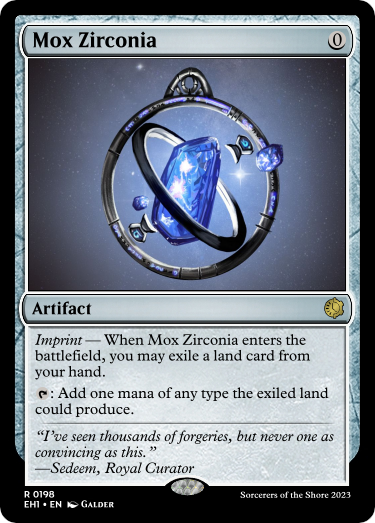 Mox Zirconia 0
Artifact
Imprint — When Mox Zirconia enters the
battlefield, you may exile a land card from
your hand.
: Add one mana of any type the exiled land
could produce.
“I’ve seen thousands of forgeries, but never one as
convincing as this.”
—Sedeem, Royal Curator
R 0198
EH1 • EN Galder
Sorcerers of the Shore 2023